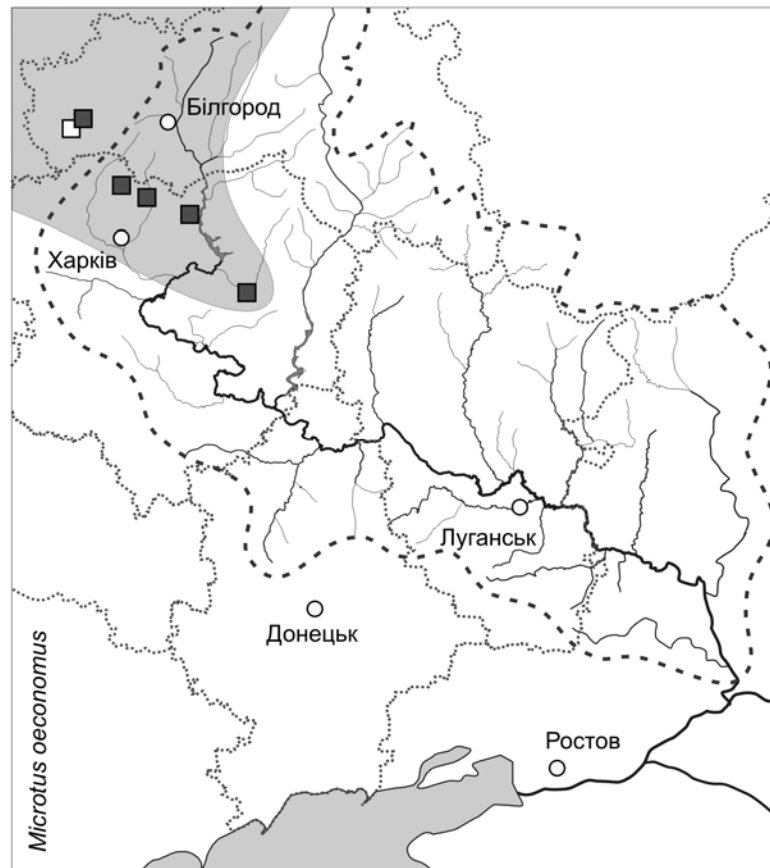 Білгород
Харків
Луганськ
Донецьк
Ростов
Microtus oeconomus